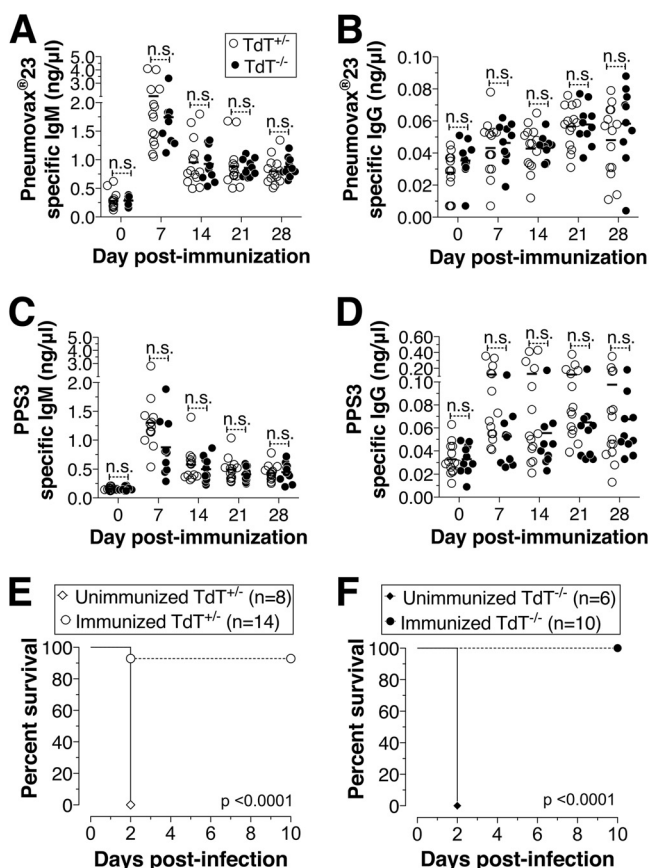 A
Pneumovax®23
specific IgM (ng/µl)
5.0
4.0
3.0
2.0
1.5
1.0
0.5
0.0
n.s.
n.s.
n.s.
n.s.
n.s.
TdT+/-
TdT-/-
0 7 14 21 28
Day post-immunization
B
Pneumovax®23
specific IgG (ng/µl)
0.10
0.08
0.06
0.04
0.02
0.00
n.s.
n.s.
n.s.
n.s.
n.s.
0 7 14 21 28
Day post-immunization
C
PPS3
specific IgM (ng/µl)
5.0
4.0
3.0
2.0
1.5
1.0
0.5
0.0
n.s.
n.s.
n.s.
n.s.
n.s.
0 7 14 21 28
Day post-immunization
D
PPS3
specific IgG (ng/µl)
0.60
0.40
0.20
0.10
0.08
0.06
0.04
0.02
0.00
n.s.
n.s.
n.s.
n.s.
n.s.
0 7 14 21 28
Day post-immunization
E
Unimmunized TdT+/- (n=8)
Immunized TdT+/- (n=14)
Percent survival
100
80
60
40
20
0
p <0.0001
0 2 4 6 8 10
Days post-infection
F
Unimmunized TdT-/- (n=6)
Immunized TdT-/- (n=10)
Percent survival
100
80
60
40
20
0
p <0.0001
0 2 4 6 8 10
Days post-infection